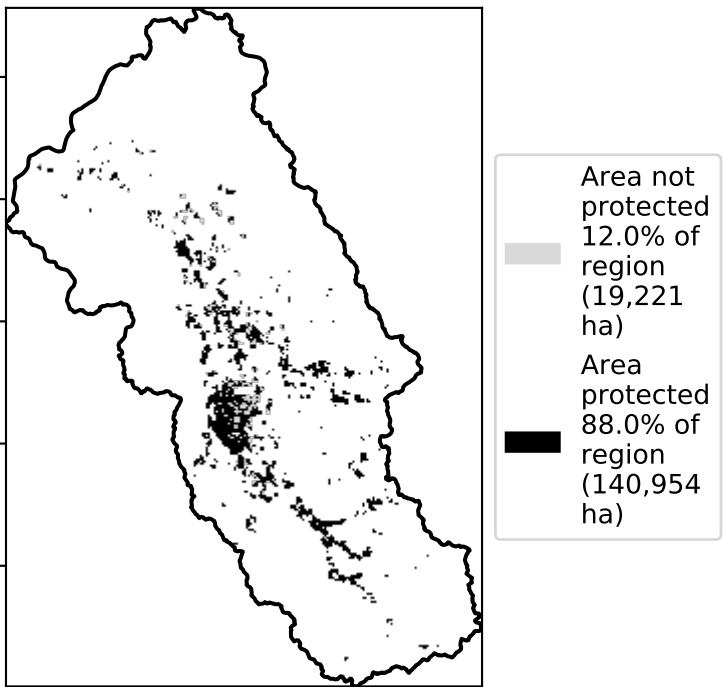 Area not
protected
12.0% of
region
(19,221
ha)
Area
protected
88.0% of
region
(140,954
ha)